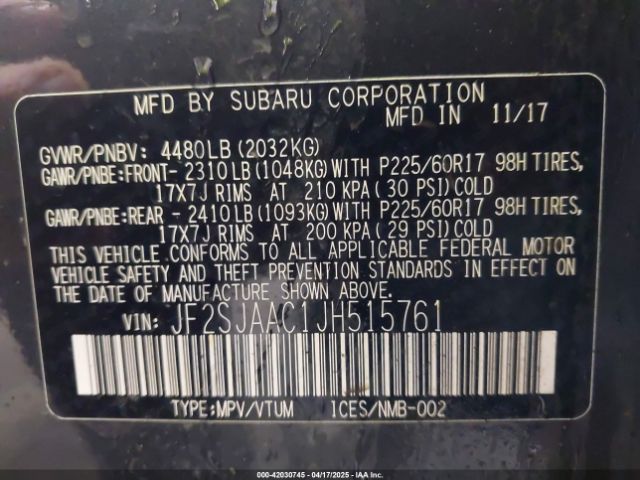 MFD BY SUBARU CORPORATION
MFD IN 11/17
GVWR/PNBV: 4480LB(2032KG)
GAWR/PNBE:FRONT- 2310LB(1048KG)WITH P225/60R17 98H TIRES,
17X7J RIMS AT 210 KPA( 30 PSI)COLD
GAWR/PNBE:REAR - 2410LB(1093KG)WITH P225/60R17 98H TIRES,
17X7J RIMS AT 200 KPA( 29 PSI)COLD
THIS VEHICLE CONFORMS TO ALL APPLICABLE FEDERAL MOTOR
VEHICLE SAFETY AND THEFT PREVENTION STANDARDS IN EFFECT ON
THE DATE OF MANUFACTURE SHOWN ABOVE.
VIN: JF2SJAAC1JH515761
TYPE:MPV/VTUM ICES/NMB-002
000-42030745 - 04/17/2025 - IAAI.COM